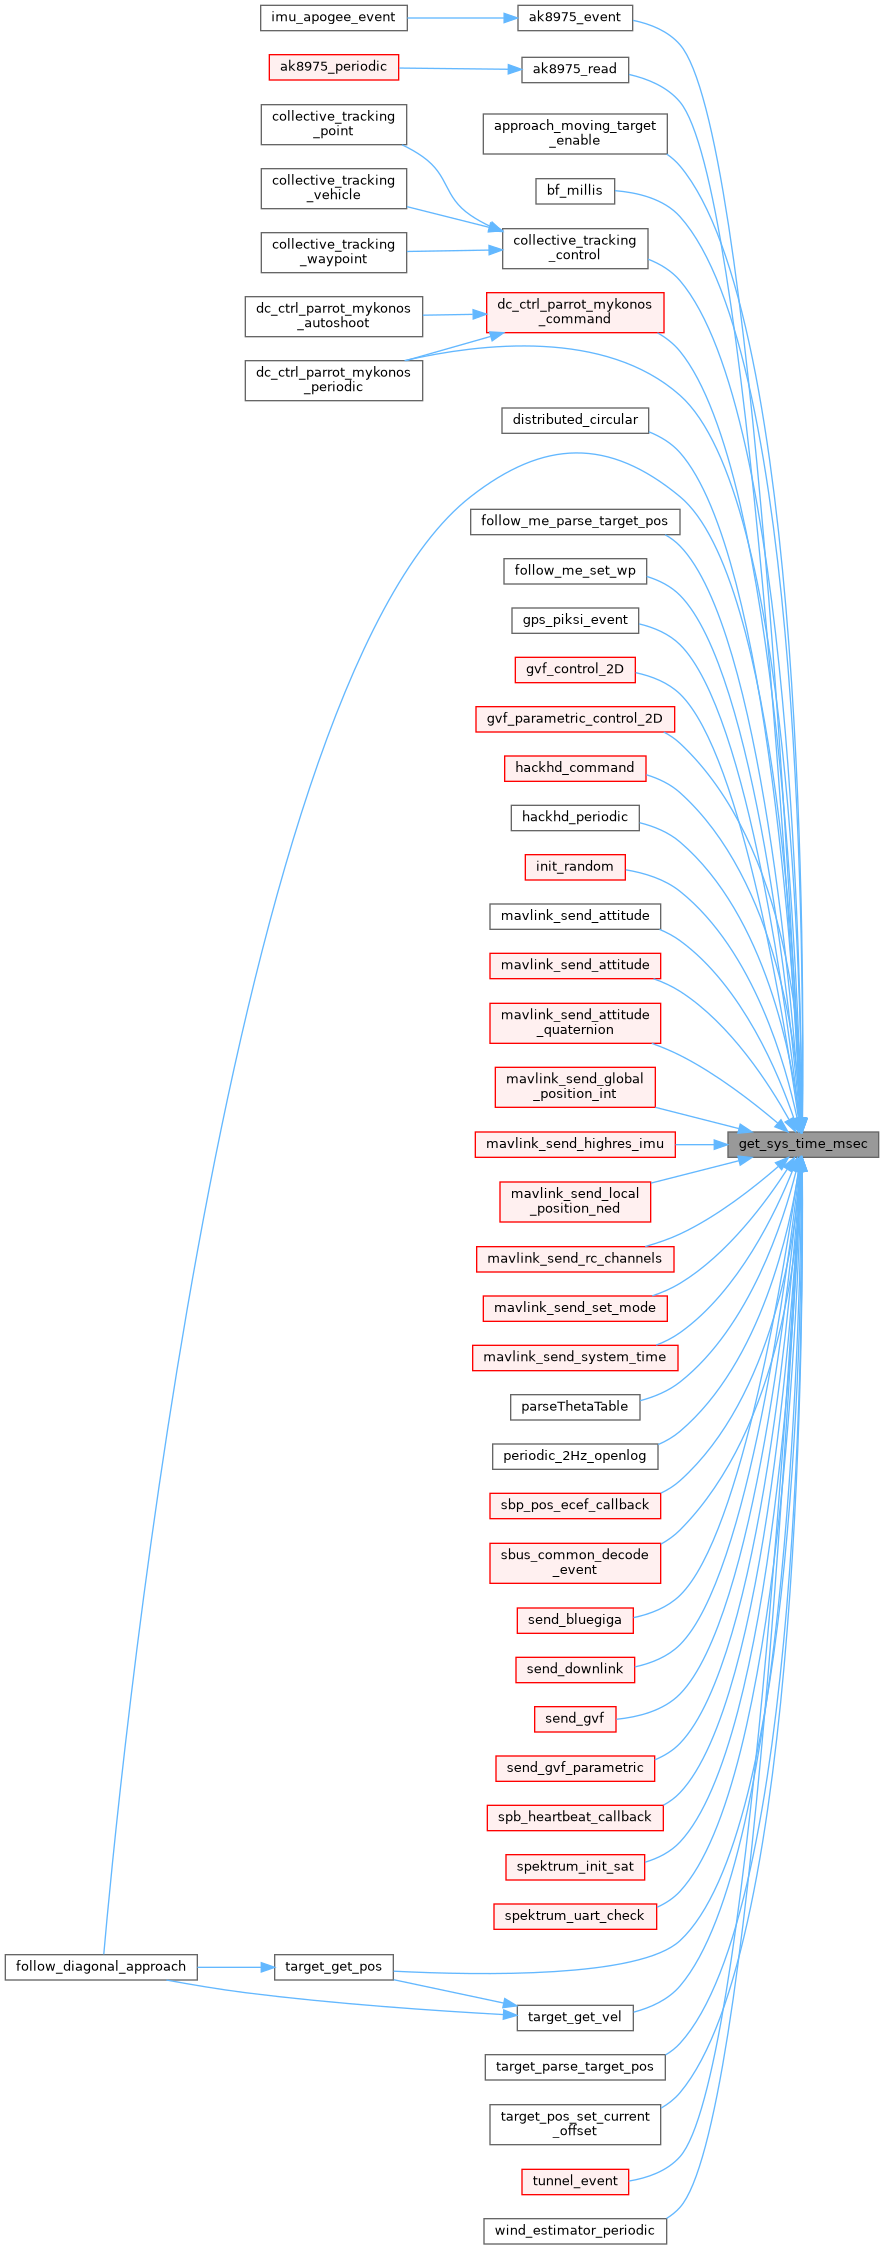 imu_apogee_event
ak8975_event
ak8975_periodic
ak8975_read
collective_tracking
_point
approach_moving_target
_enable
collective_tracking
_vehicle
bf_millis
collective_tracking
_waypoint
collective_tracking
_control
dc_ctrl_parrot_mykonos
_autoshoot
dc_ctrl_parrot_mykonos
_command
dc_ctrl_parrot_mykonos
_periodic
distributed_circular
follow_me_parse_target_pos
follow_me_set_wp
gps_piksi_event
gvf_control_2D
gvf_parametric_control_2D
hackhd_command
hackhd_periodic
init_random
mavlink_send_attitude
mavlink_send_attitude
mavlink_send_attitude
_quaternion
mavlink_send_global
_position_int
mavlink_send_highres_imu
get_sys_time_msec
mavlink_send_local
_position_ned
mavlink_send_rc_channels
mavlink_send_set_mode
mavlink_send_system_time
parseThetaTable
periodic_2Hz_openlog
sbp_pos_ecef_callback
sbus_common_decode
_event
send_bluegiga
send_downlink
send_gvf
send_gvf_parametric
spb_heartbeat_callback
spektrum_init_sat
spektrum_uart_check
follow_diagonal_approach
target_get_pos
target_get_vel
target_parse_target_pos
target_pos_set_current
_offset
tunnel_event
wind_estimator_periodic